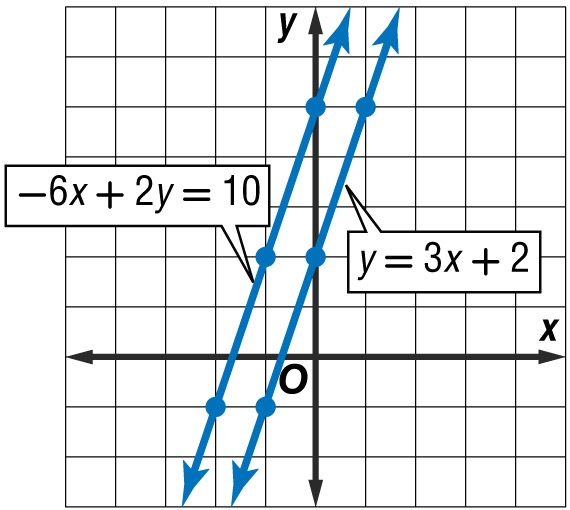 y
−6x + 2y = 10
y = 3x + 2
x
O